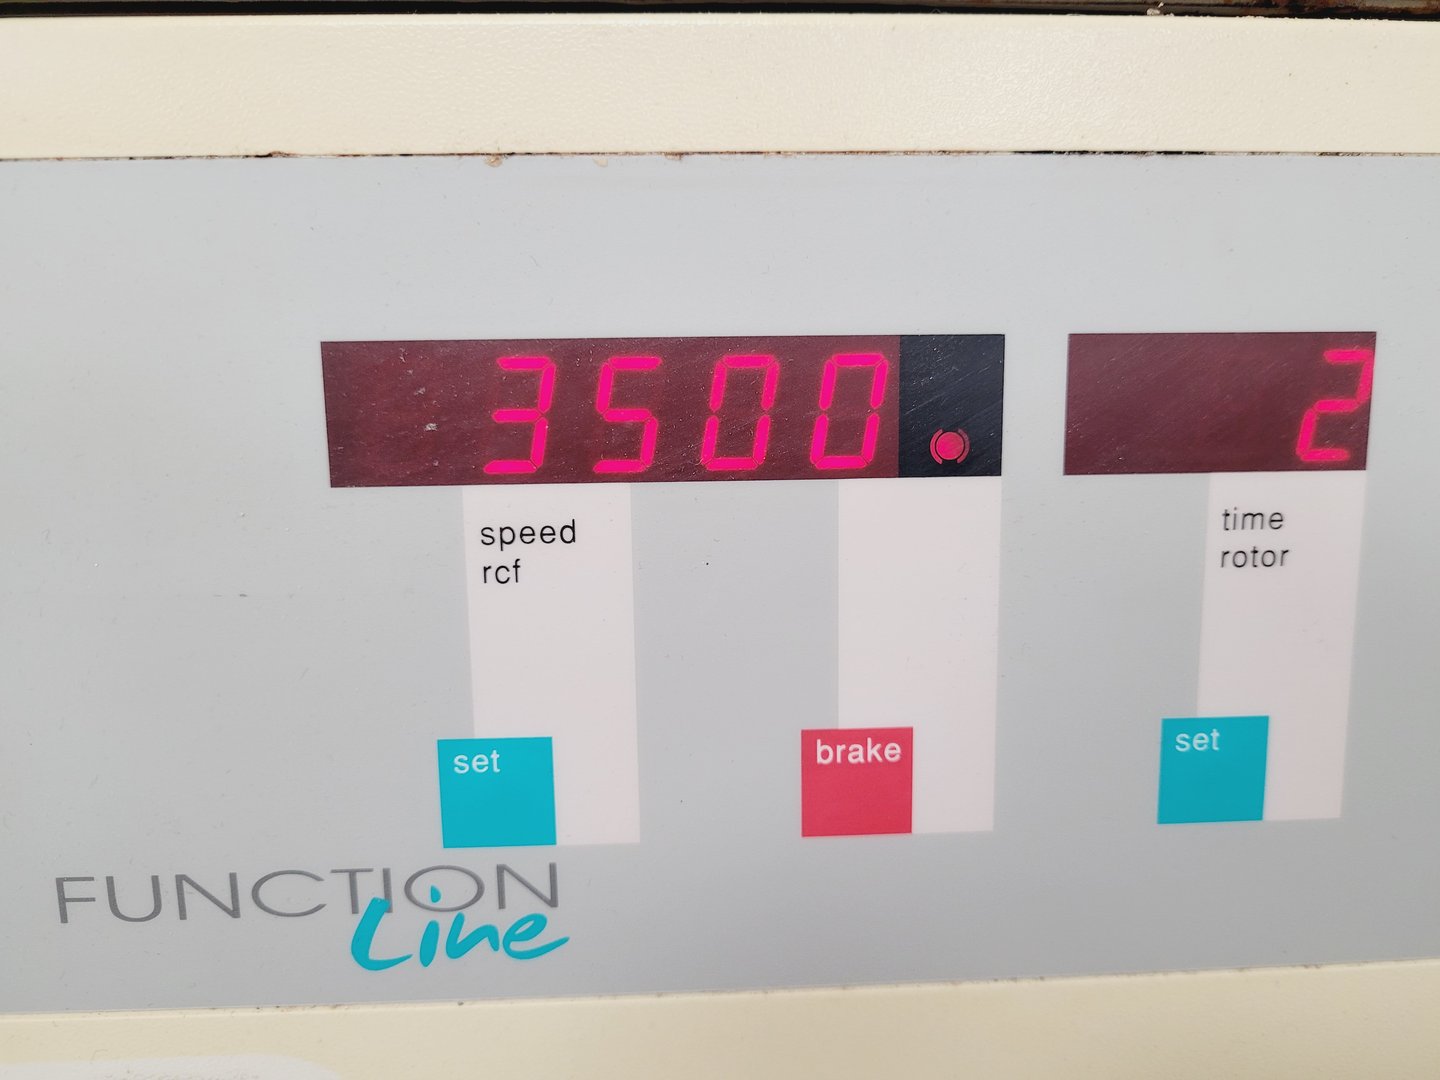 3500 2
speed
rcf
time
rotor
set brake set
FUNCTION
Line